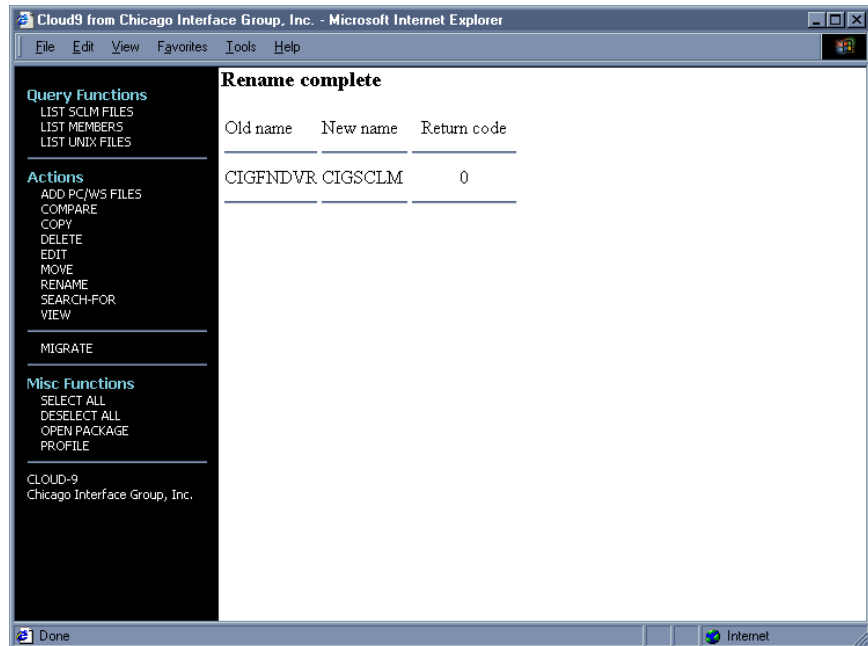 Cloud9 from Chicago Interface Group, Inc. - Microsoft Internet Explorer
File Edit View Favorites Tools Help
Query Functions
LIST SCLM FILES
LIST MEMBERS
LIST UNIX FILES
Actions
ADD PC/WS FILES
COMPARE
COPY
DELETE
EDIT
MOVE
RENAME
SEARCH-FOR
VIEW
MIGRATE
Misc Functions
SELECT ALL
DESELECT ALL
OPEN PACKAGE
PROFILE
CLOUD-9
Chicago Interface Group, Inc.
Rename complete
Old name New name Return code
CIGFNDVR CIGSCLM 0
Done Internet